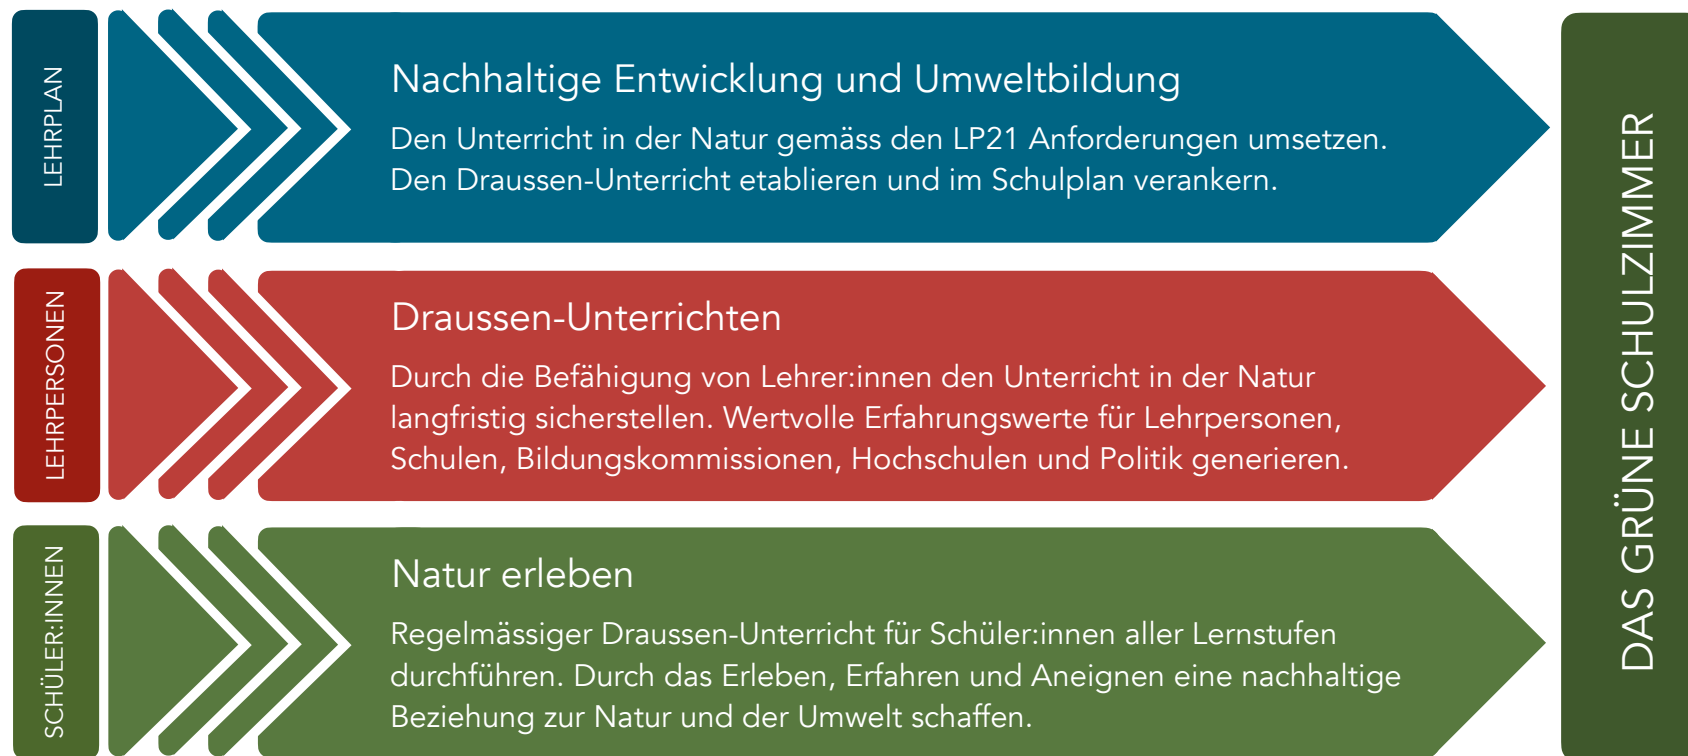 LEHRPLAN
Nachhaltige Entwicklung und Umweltbildung
Den Unterricht in der Natur gemäss den LP21 Anforderungen umsetzen.
Den Draussen-Unterricht etablieren und im Schulplan verankern.
LEHRPERSONEN
Draussen-Unterrichten
Durch die Befähigung von Lehrer:innen den Unterricht in der Natur
langfristig sicherstellen. Wertvolle Erfahrungswerte für Lehrpersonen,
Schulen, Bildungskommissionen, Hochschulen und Politik generieren.
SCHÜLER:INNEN
Natur erleben
Regelmässiger Draussen-Unterricht für Schüler:innen aller Lernstufen
durchführen. Durch das Erleben, Erfahren und Aneignen eine nachhaltige
Beziehung zur Natur und der Umwelt schaffen.
DAS GRÜNE SCHULZIMMER